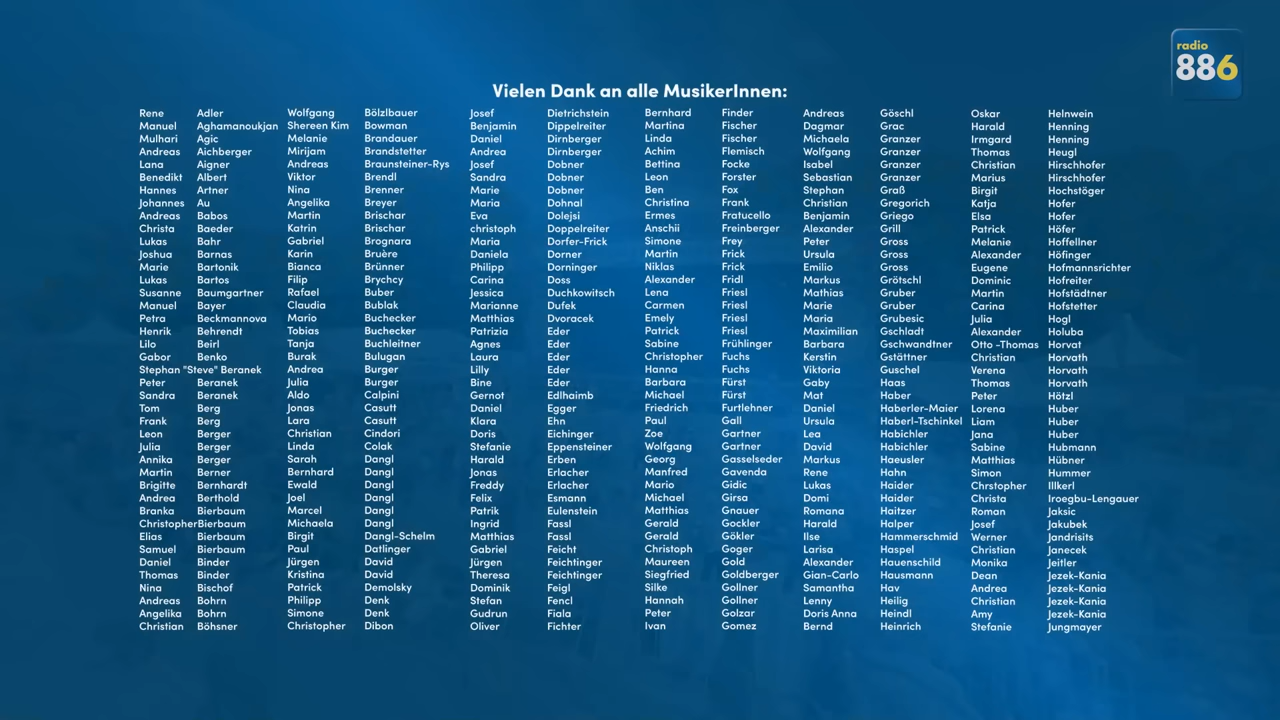 radio
886
Vielen Dank an alle MusikerInnen:
Rene Adler Wolfgang Bölzlbauer Josef Dietrichstein Bernhard Finder Andreas Göschl Oskar Helnwein
Manuel Aghamanoukjan Shereen Kim Bowman Benjamin Dippelreiter Martina Fischer Dagmar Grac Harald Henning
Mulhari Agic Melanie Brandauer Daniel Dirnberger Linda Fischer Michaela Granzer Irmgard Henning
Andreas Aichberger Mirijam Brandstetter Andrea Dirnberger Achim Flemisch Wolfgang Granzer Thomas Heugl
Lana Aigner Andreas Braunsteiner-Rys Josef Dobner Bettina Focke Isabel Granzer Christian Hirschhofer
Benedikt Albert Viktor Brendl Sandra Dobner Leon Forster Sebastian Granzer Marius Hirschhofer
Hannes Artner Nina Brenner Marie Dobner Ben Fox Stephan Graß Birgit Hochstöger
Johannes Au Angelika Breyer Maria Dohnal Christina Frank Christian Gregorich Katja Hofer
Andreas Babos Martin Brischar Eva Dolejsi Ermes Fratucello Benjamin Griego Elsa Hofer
Christa Baeder Katrin Brischar christoph Doppelreiter Anschii Freinberger Alexander Grill Patrick Höfer
Lukas Bahr Gabriel Brognara Maria Dorfer-Frick Simone Frey Peter Gross Melanie Hoffellner
Joshua Barnas Karin Bruère Daniela Dorner Martin Frick Ursula Gross Alexander Höfinger
Marie Bartonik Bianca Brünner Philipp Dorninger Niklas Frick Emilio Gross Eugene Hofmannsrichter
Lukas Bartos Filip Brychcy Carina Doss Alexander Fridl Markus Grötschl Dominic Hofreiter
Susanne Baumgartner Rafael Buber Jessica Duchkowitsch Lena Friesl Mathias Gruber Martin Hofstädtner
Manuel Bayer Claudia Bublak Marianne Dufek Carmen Friesl Marie Gruber Carina Hofstetter
Petra Beckmannova Mario Buchecker Matthias Dvoracek Emely Friesl Maria Grubesic Julia Hogl
Henrik Behrendt Tobias Buchecker Patrizia Eder Patrick Friesl Maximilian Gschladt Alexander Holuba
Lilo Beirl Tanja Buchleitner Agnes Eder Sabine Frühlinger Barbara Gschwandtner Otto -Thomas Horvat
Gabor Benko Burak Bulugan Laura Eder Christopher Fuchs Kerstin Gstättner Christian Horvath
Stephan "Steve" Beranek Andrea Burger Lilly Eder Hanna Fuchs Viktoria Guschel Verena Horvath
Peter Beranek Julia Burger Bine Eder Barbara Fürst Gaby Haas Thomas Horvath
Sandra Beranek Aldo Calpini Gernot Edlhaimb Michael Fürst Mat Haber Peter Hötzl
Tom Berg Jonas Casutt Daniel Egger Friedrich Furtlehner Daniel Haberler-Maier Lorena Huber
Frank Berg Lara Casutt Klara Ehn Paul Gall Ursula Haberl-Tschinkel Liam Huber
Leon Berger Christian Cindori Doris Eichinger Zoe Gartner Lea Habichler Jana Huber
Julia Berger Linda Colak Stefanie Eppensteiner Wolfgang Gartner David Habichler Sabine Hubmann
Annika Berger Sarah Dangl Harald Erben Georg Gasselseder Markus Haeusler Matthias Hübner
Martin Berner Bernhard Dangl Jonas Erlacher Manfred Gavenda Rene Hahn Simon Hummer
Brigitte Bernhardt Ewald Dangl Freddy Erlacher Mario Gidic Lukas Haider Chrstopher Illkerl
Andrea Berthold Joel Dangl Felix Esmann Michael Girsa Domi Haider Christa Iroegbu-Lengauer
Branka Bierbaum Marcel Dangl Patrik Eulenstein Matthias Gnauer Romana Haitzer Roman Jaksic
Christopher Bierbaum Michaela Dangl Ingrid Fassl Gerald Gockler Harald Halper Josef Jakubek
Elias Bierbaum Birgit Dangl-Schelm Matthias Fassl Gerald Gökler Ilse Hammerschmid Werner Jandrisits
Samuel Bierbaum Paul Datlinger Gabriel Feicht Christoph Goger Larisa Haspel Christian Janecek
Daniel Binder Jürgen David Jürgen Feichtinger Maureen Gold Alexander Hauenschild Monika Jeitler
Thomas Binder Kristina David Theresa Feichtinger Siegfried Goldberger Gian-Carlo Hausmann Dean Jezek-Kania
Nina Bischof Patrick Demolsky Dominik Feigl Silke Gollner Samantha Hav Andrea Jezek-Kania
Andreas Bohrn Philipp Denk Stefan Fencl Hannah Gollner Lenny Heilig Christian Jezek-Kania
Angelika Bohrn Simone Denk Gudrun Fiala Peter Golzar Doris Anna Heindl Amy Jezek-Kania
Christian Böhsner Christopher Dibon Oliver Fichter Ivan Gomez Bernd Heinrich Stefanie Jungmayer